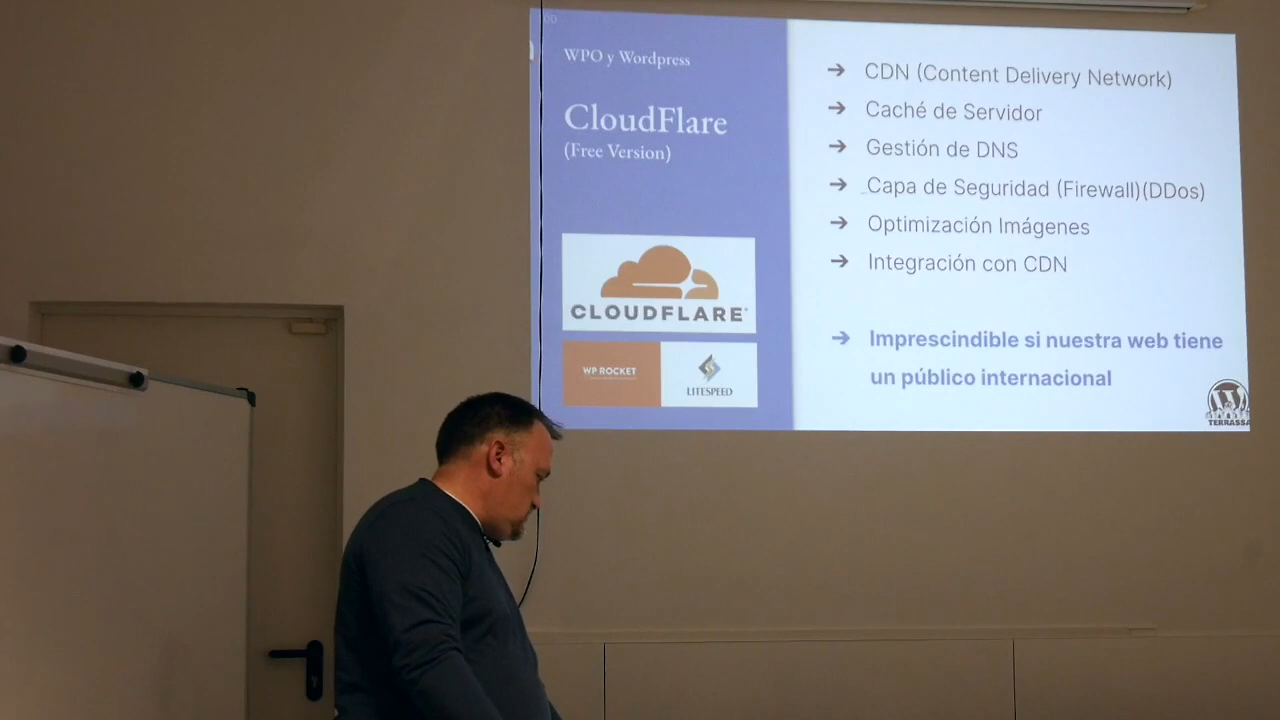 WPO y Wordpress
CloudFlare
(Free Version)
CLOUDFLARE
WP ROCKET
LITESPEED
➔ CDN (Content Delivery Network)
➔ Caché de Servidor
➔ Gestión de DNS
➔ Capa de Seguridad (Firewall)(DDos)
➔ Optimización Imágenes
➔ Integración con CDN
➔ Imprescindible si nuestra web tiene
un público internacional
TERRASSA